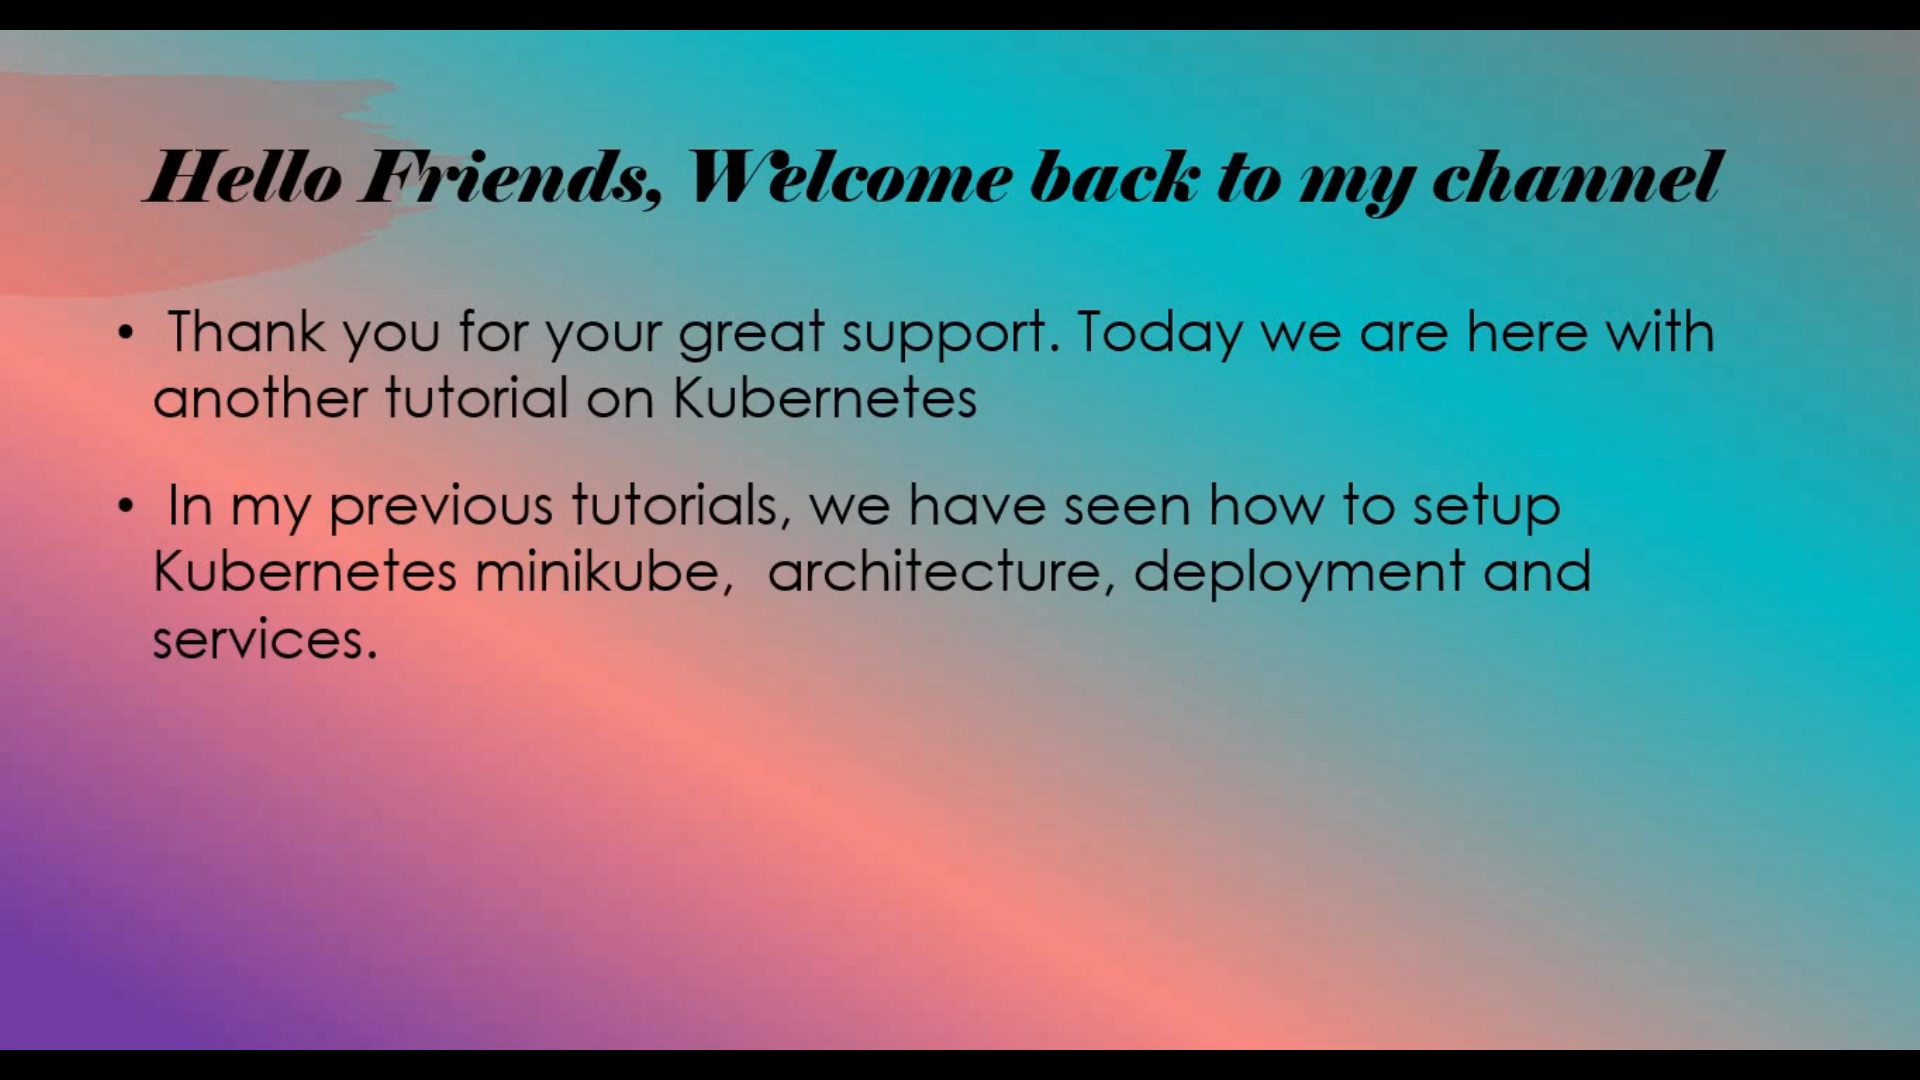 Hello Friends, Welcome back to my channel
• Thank you for your great support. Today we are here with
another tutorial on Kubernetes
• In my previous tutorials, we have seen how to setup
Kubernetes minikube,  architecture, deployment and
services.